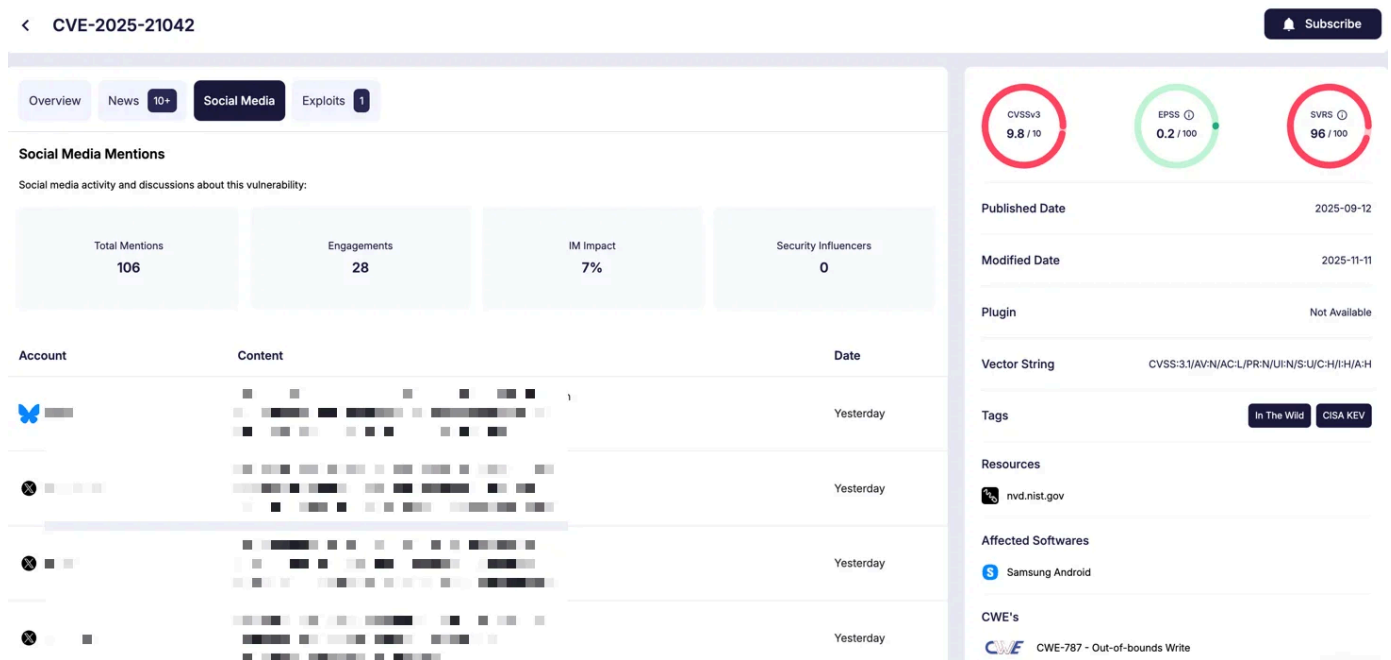 CVE-2025-21042
Subscribe
Overview
News 10+
Social Media
Exploits 1
Social Media Mentions
Social media activity and discussions about this vulnerability:
Total Mentions
106
Engagements
28
IM Impact
7%
Security Influencers
0
Account Content Date
Yesterday
Yesterday
Yesterday
Yesterday
CVSSv3
9.8 / 10
EPSS
0.2 / 100
SVRS
96 / 100
Published Date 2025-09-12
Modified Date 2025-11-11
Plugin Not Available
Vector String CVSS:3.1/AV:N/AC:L/PR:N/UI:N/S:U/C:H/I:H/A:H
Tags In The Wild CISA KEV
Resources
nvd.nist.gov
Affected Softwares
Samsung Android
CWE's
CWE CWE-787 - Out-of-bounds Write